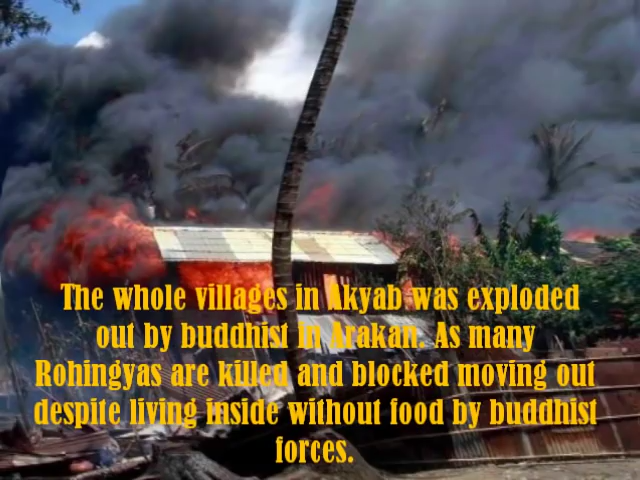 The whole villages in Akyab was exploded
out by buddhist in Arakan. As many
Rohingyas are killed and blocked moving out
despite living inside without food by buddhist
forces.